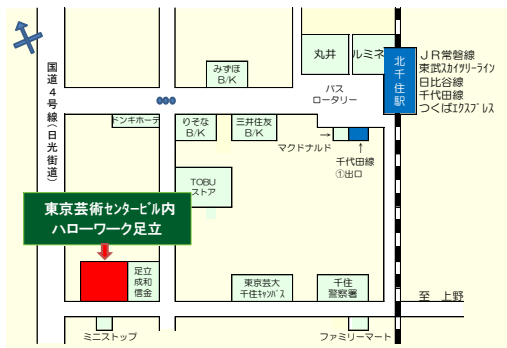 丸井
ルミネ
みずほ
B/K
北千住駅
ＪＲ常磐線
東武スカイツリーライン
日比谷線
千代田線
つくばエクスプレス
国道４号線(日光街道)
バス
ロータリー
ドンキホーテ
りそな
B/K
三井住友
B/K
→
マクドナルド
↑
千代田線
①出口
TOBU
ストア
東京芸術センタービル内
ハローワーク足立
足立
成和
信金
東京芸大
千住キャンパス
千住
警察署
至　上野
ミニストップ
ファミリーマート